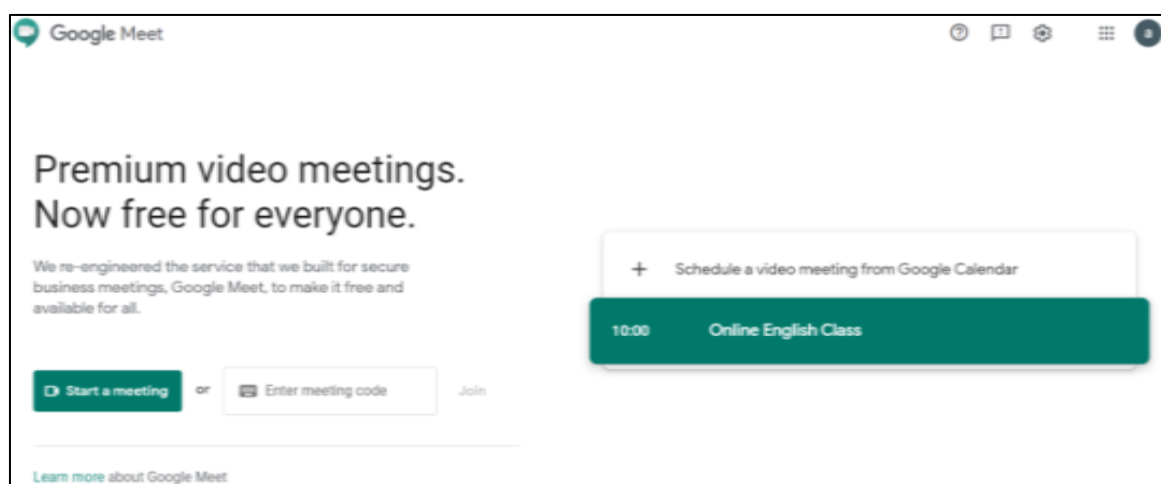 Google Meet
a
Premium video meetings.
Now free for everyone.
We re-engineered the service that we built for secure
business meetings, Google Meet, to make it free and
available for all.
Start a meeting or Enter meeting code Join
Learn more about Google Meet
+ Schedule a video meeting from Google Calendar
10:00 Online English Class